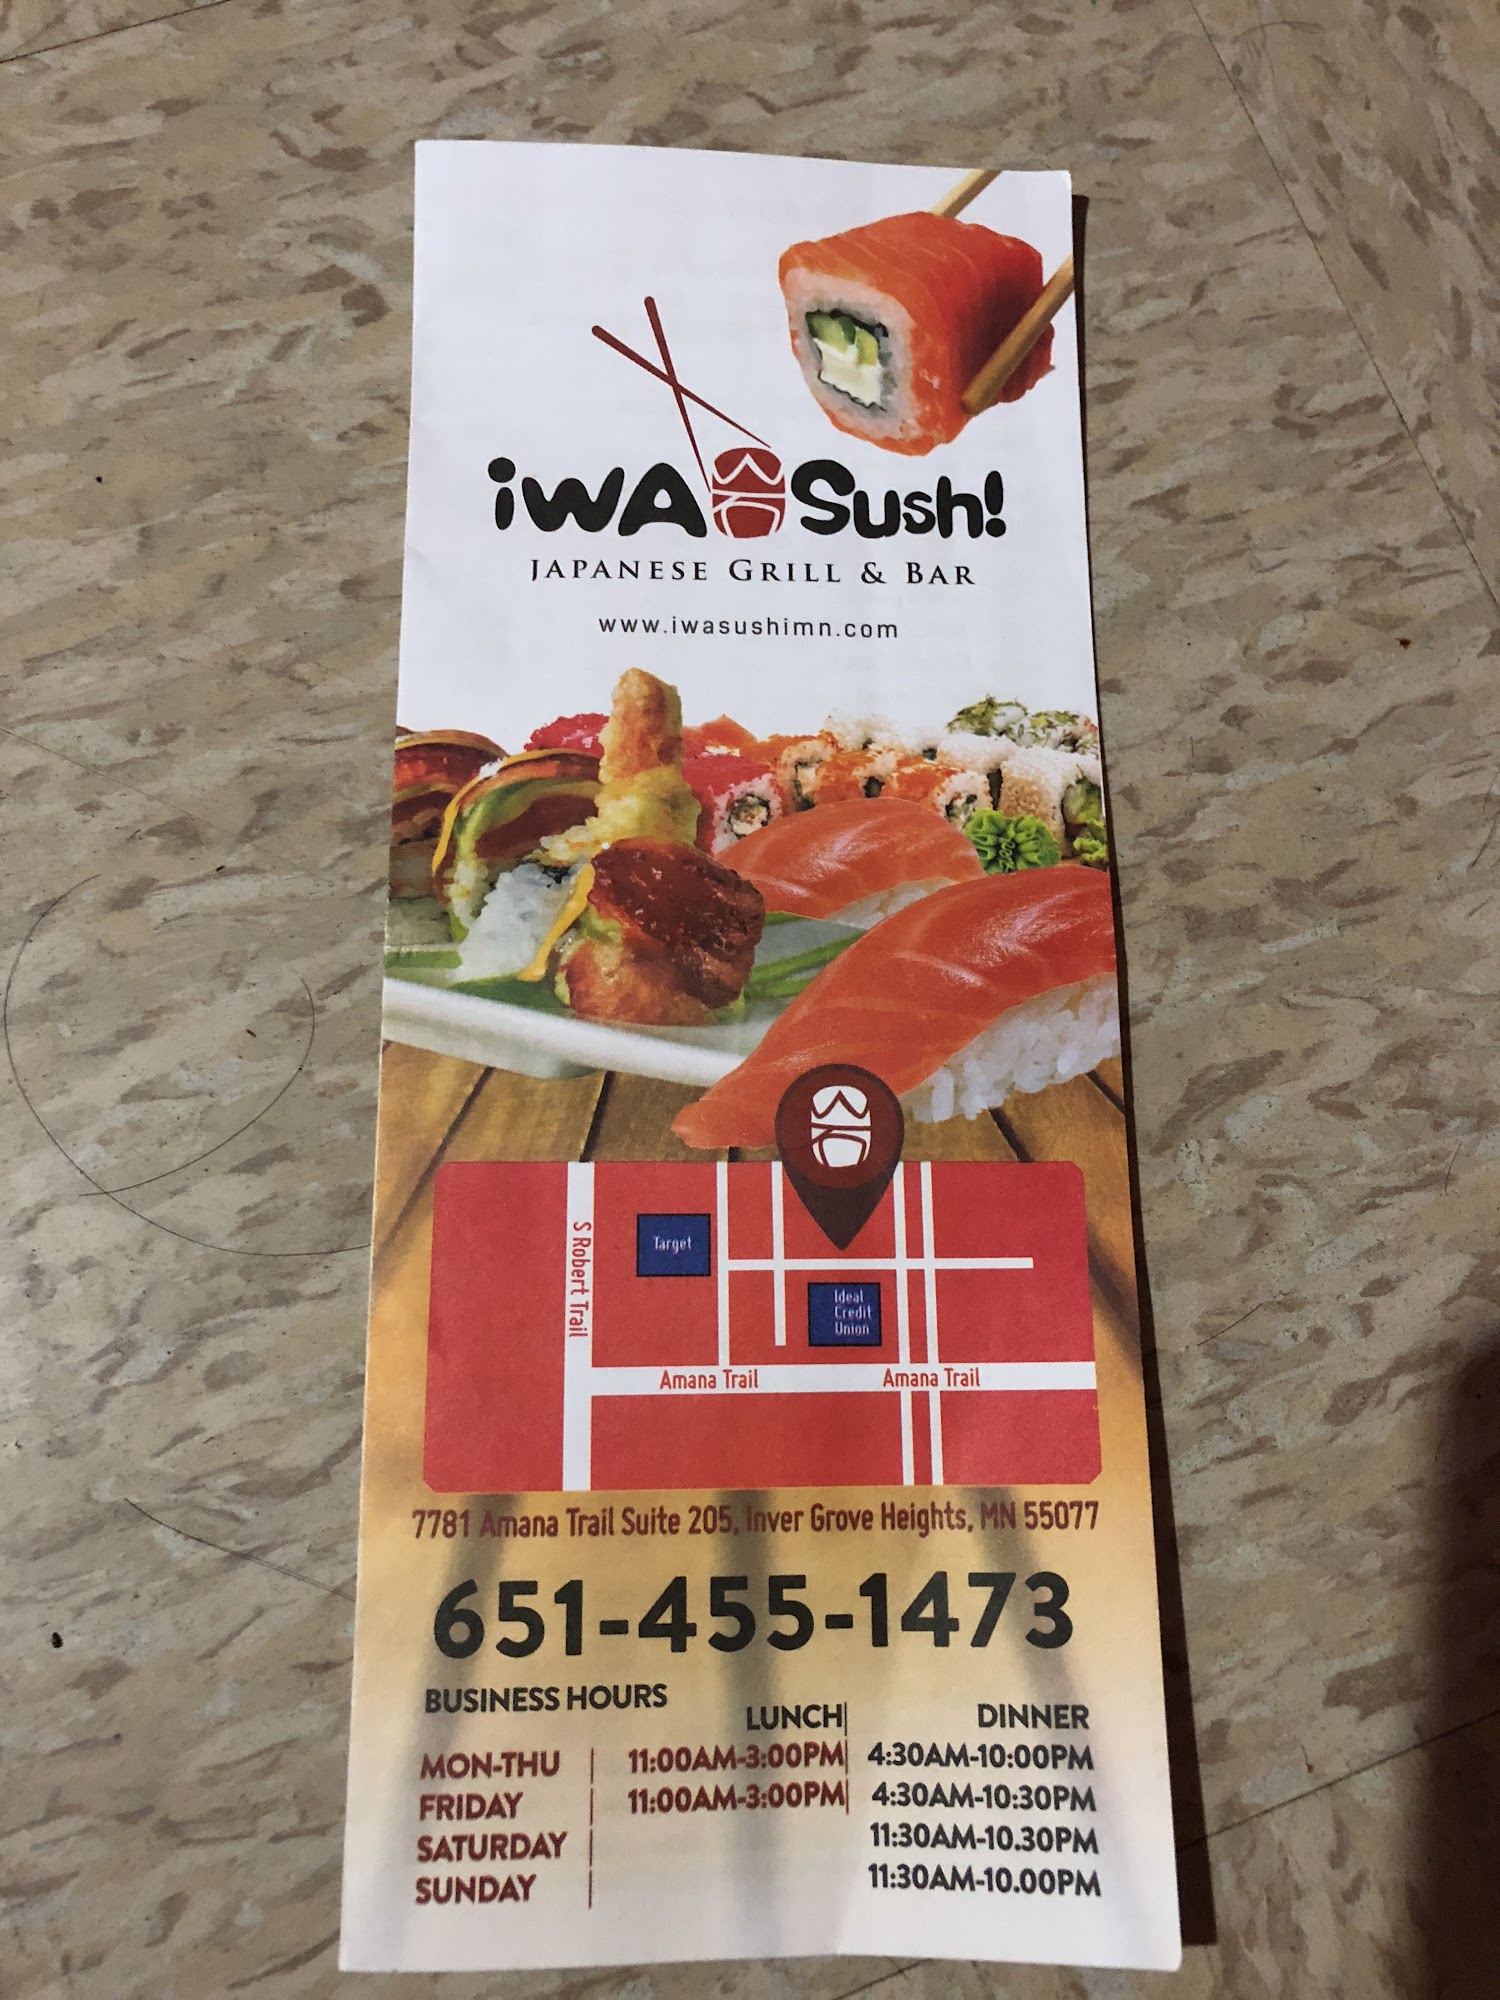 iwA Sush!
JAPANESE GRILL & BAR
www.iwasushimn.com
S Robert Trail
Target
Ideal
Credit
Union
Amana Trail
Amana Trail
7781 Amana Trail Suite 205, Inver Grove Heights, MN 55077
651-455-1473
BUSINESS HOURS
LUNCH| DINNER
MON-THU | 11:00AM-3:00PM| 4:30AM-10:00PM
FRIDAY | 11:00AM-3:00PM| 4:30AM-10:30PM
SATURDAY | 11:30AM-10.30PM
SUNDAY | 11:30AM-10.00PM